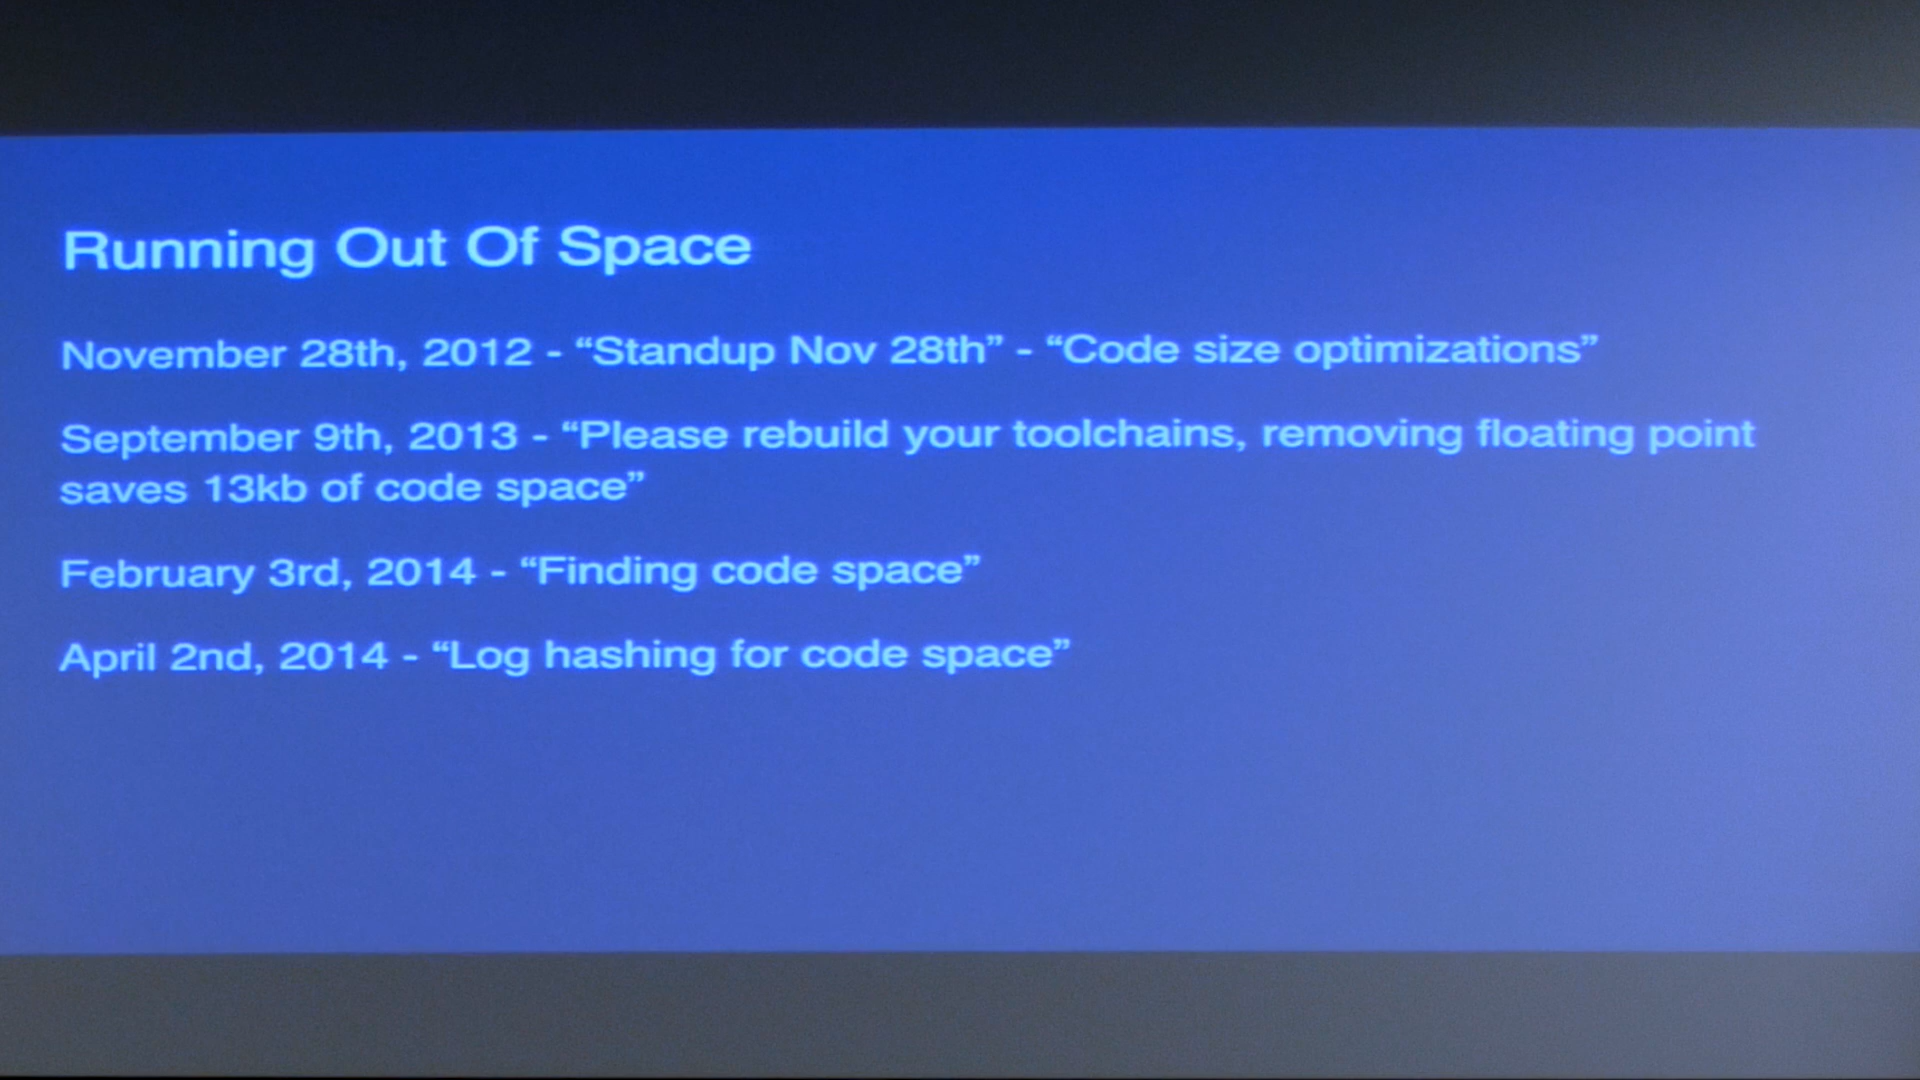 Running Out Of Space
November 28th, 2012 - “Standup Nov 28th” - “Code size optimizations”
September 9th, 2013 - “Please rebuild your toolchains, removing floating point
saves 13kb of code space”
February 3rd, 2014 - “Finding code space”
April 2nd, 2014 - “Log hashing for code space”